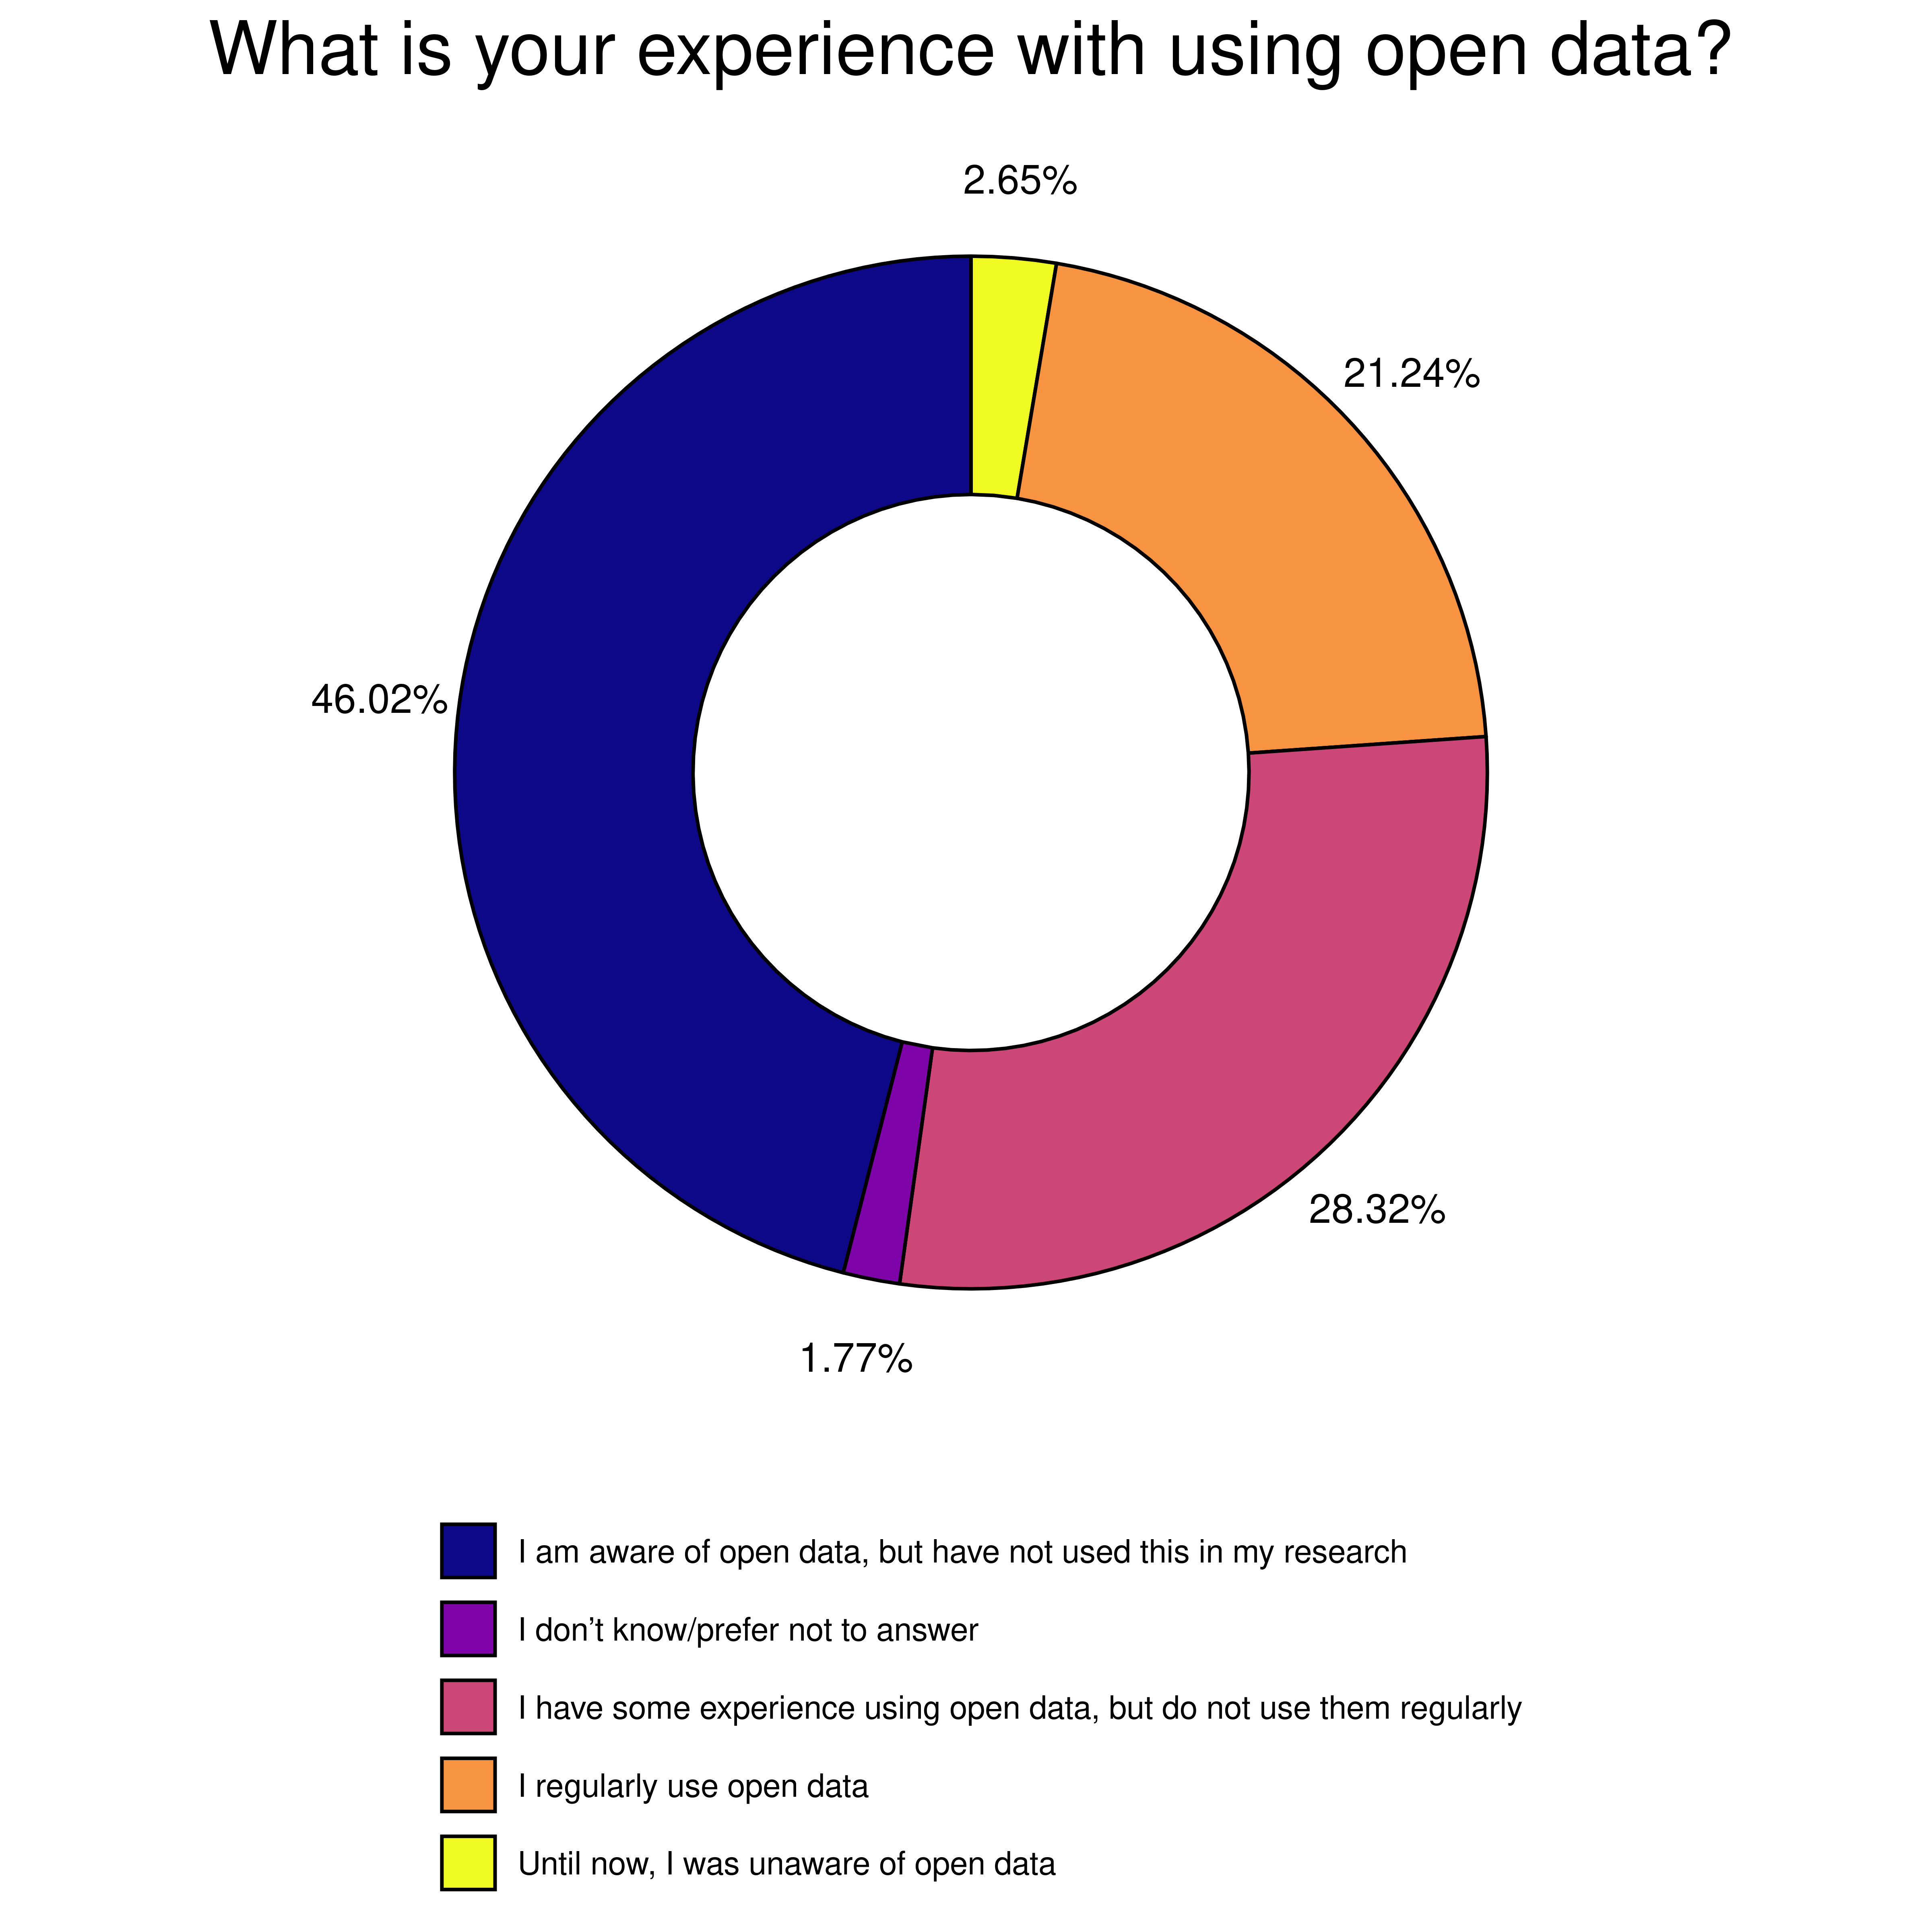 What is your experience with using open data?
2.65%
21.24%
46.02%
28.32%
1.77%
I am aware of open data, but have not used this in my research
I don’t know/prefer not to answer
I have some experience using open data, but do not use them regularly
I regularly use open data
Until now, I was unaware of open data